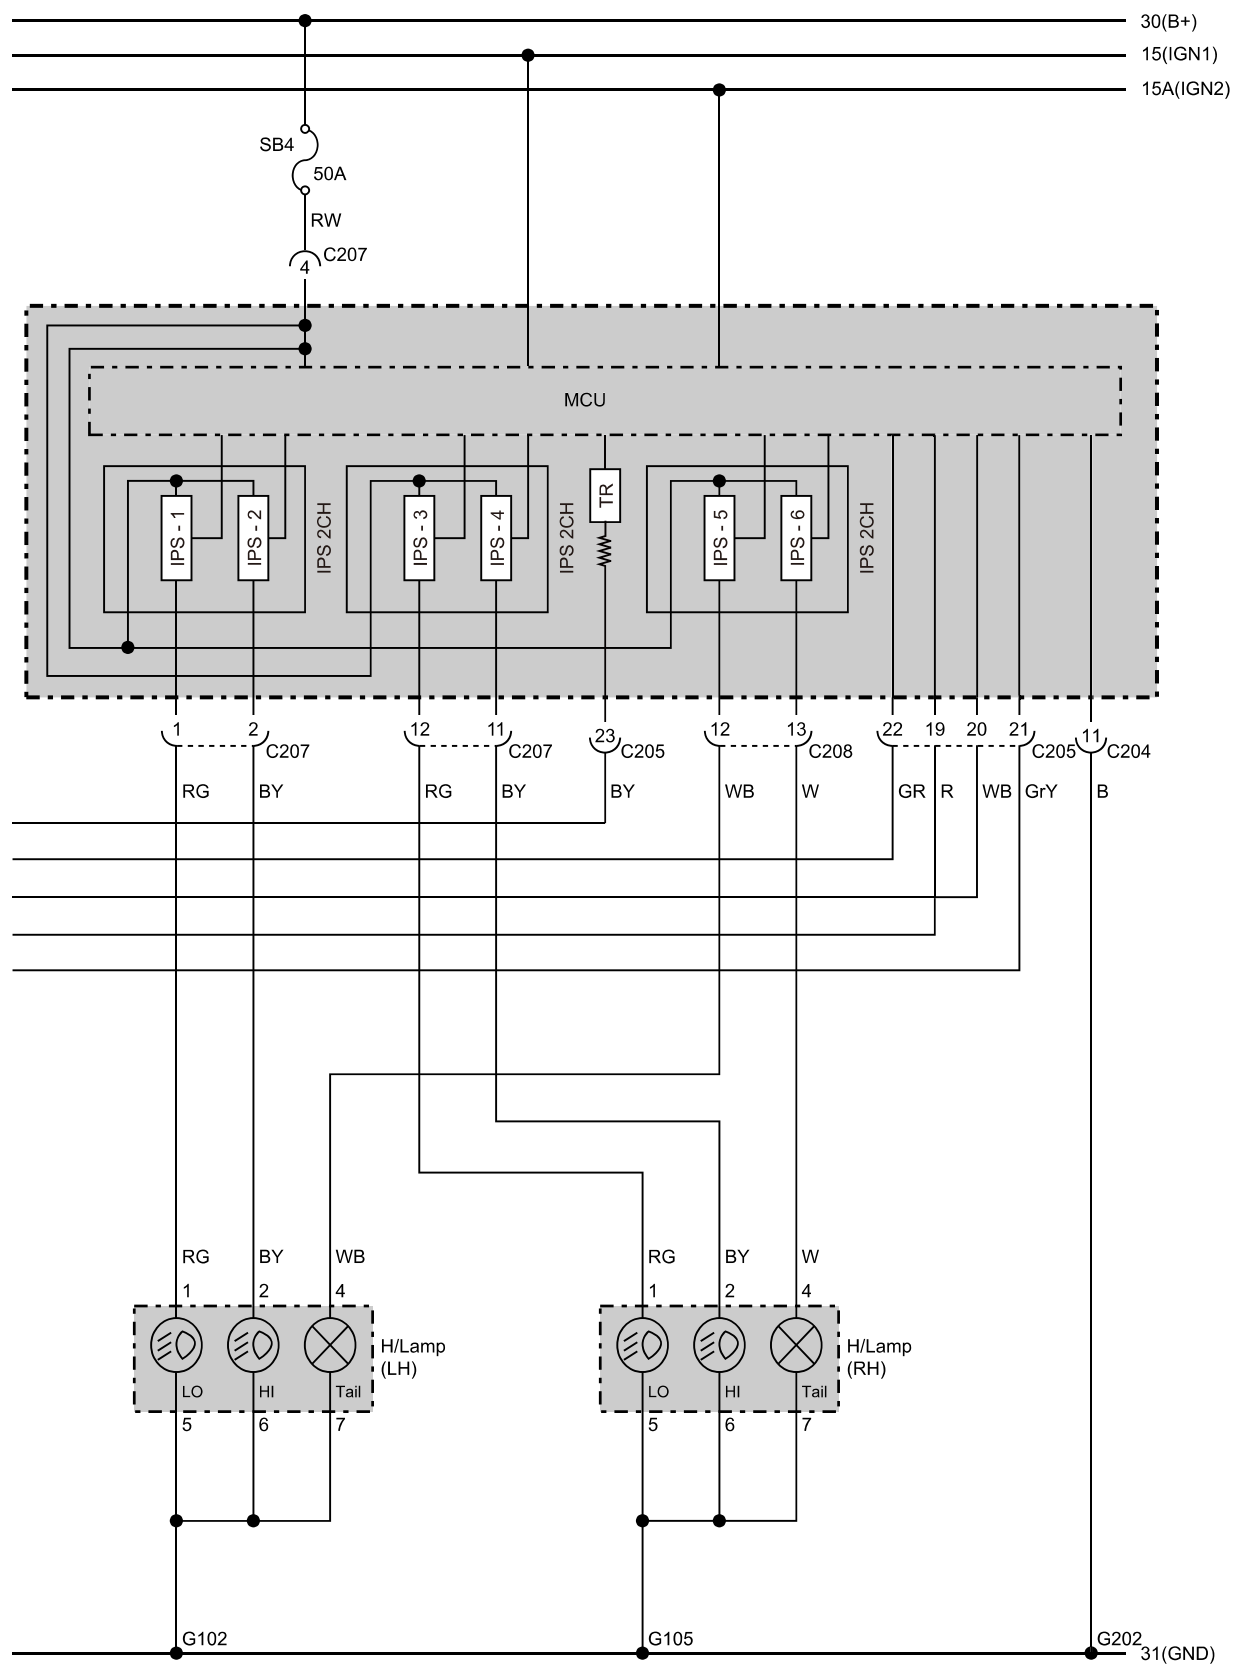 30(B+)
15(IGN1)
15A(IGN2)
SB4
50A
RW
C207
4
MCU
IPS - 1
IPS - 2
IPS 2CH
IPS - 3
IPS - 4
IPS 2CH
TR
IPS - 5
IPS - 6
IPS 2CH
1 2 C207
12 11 C207
23 C205
12 13 C208
22 19 20 21 C205
11 C204
RG BY RG BY BY WB W GR R WB GrY B
RG BY WB RG BY W
1 2 4 1 2 4
H/Lamp
(LH)
H/Lamp
(RH)
LO HI Tail LO HI Tail
5 6 7 5 6 7
G102 G105 G202
31(GND)